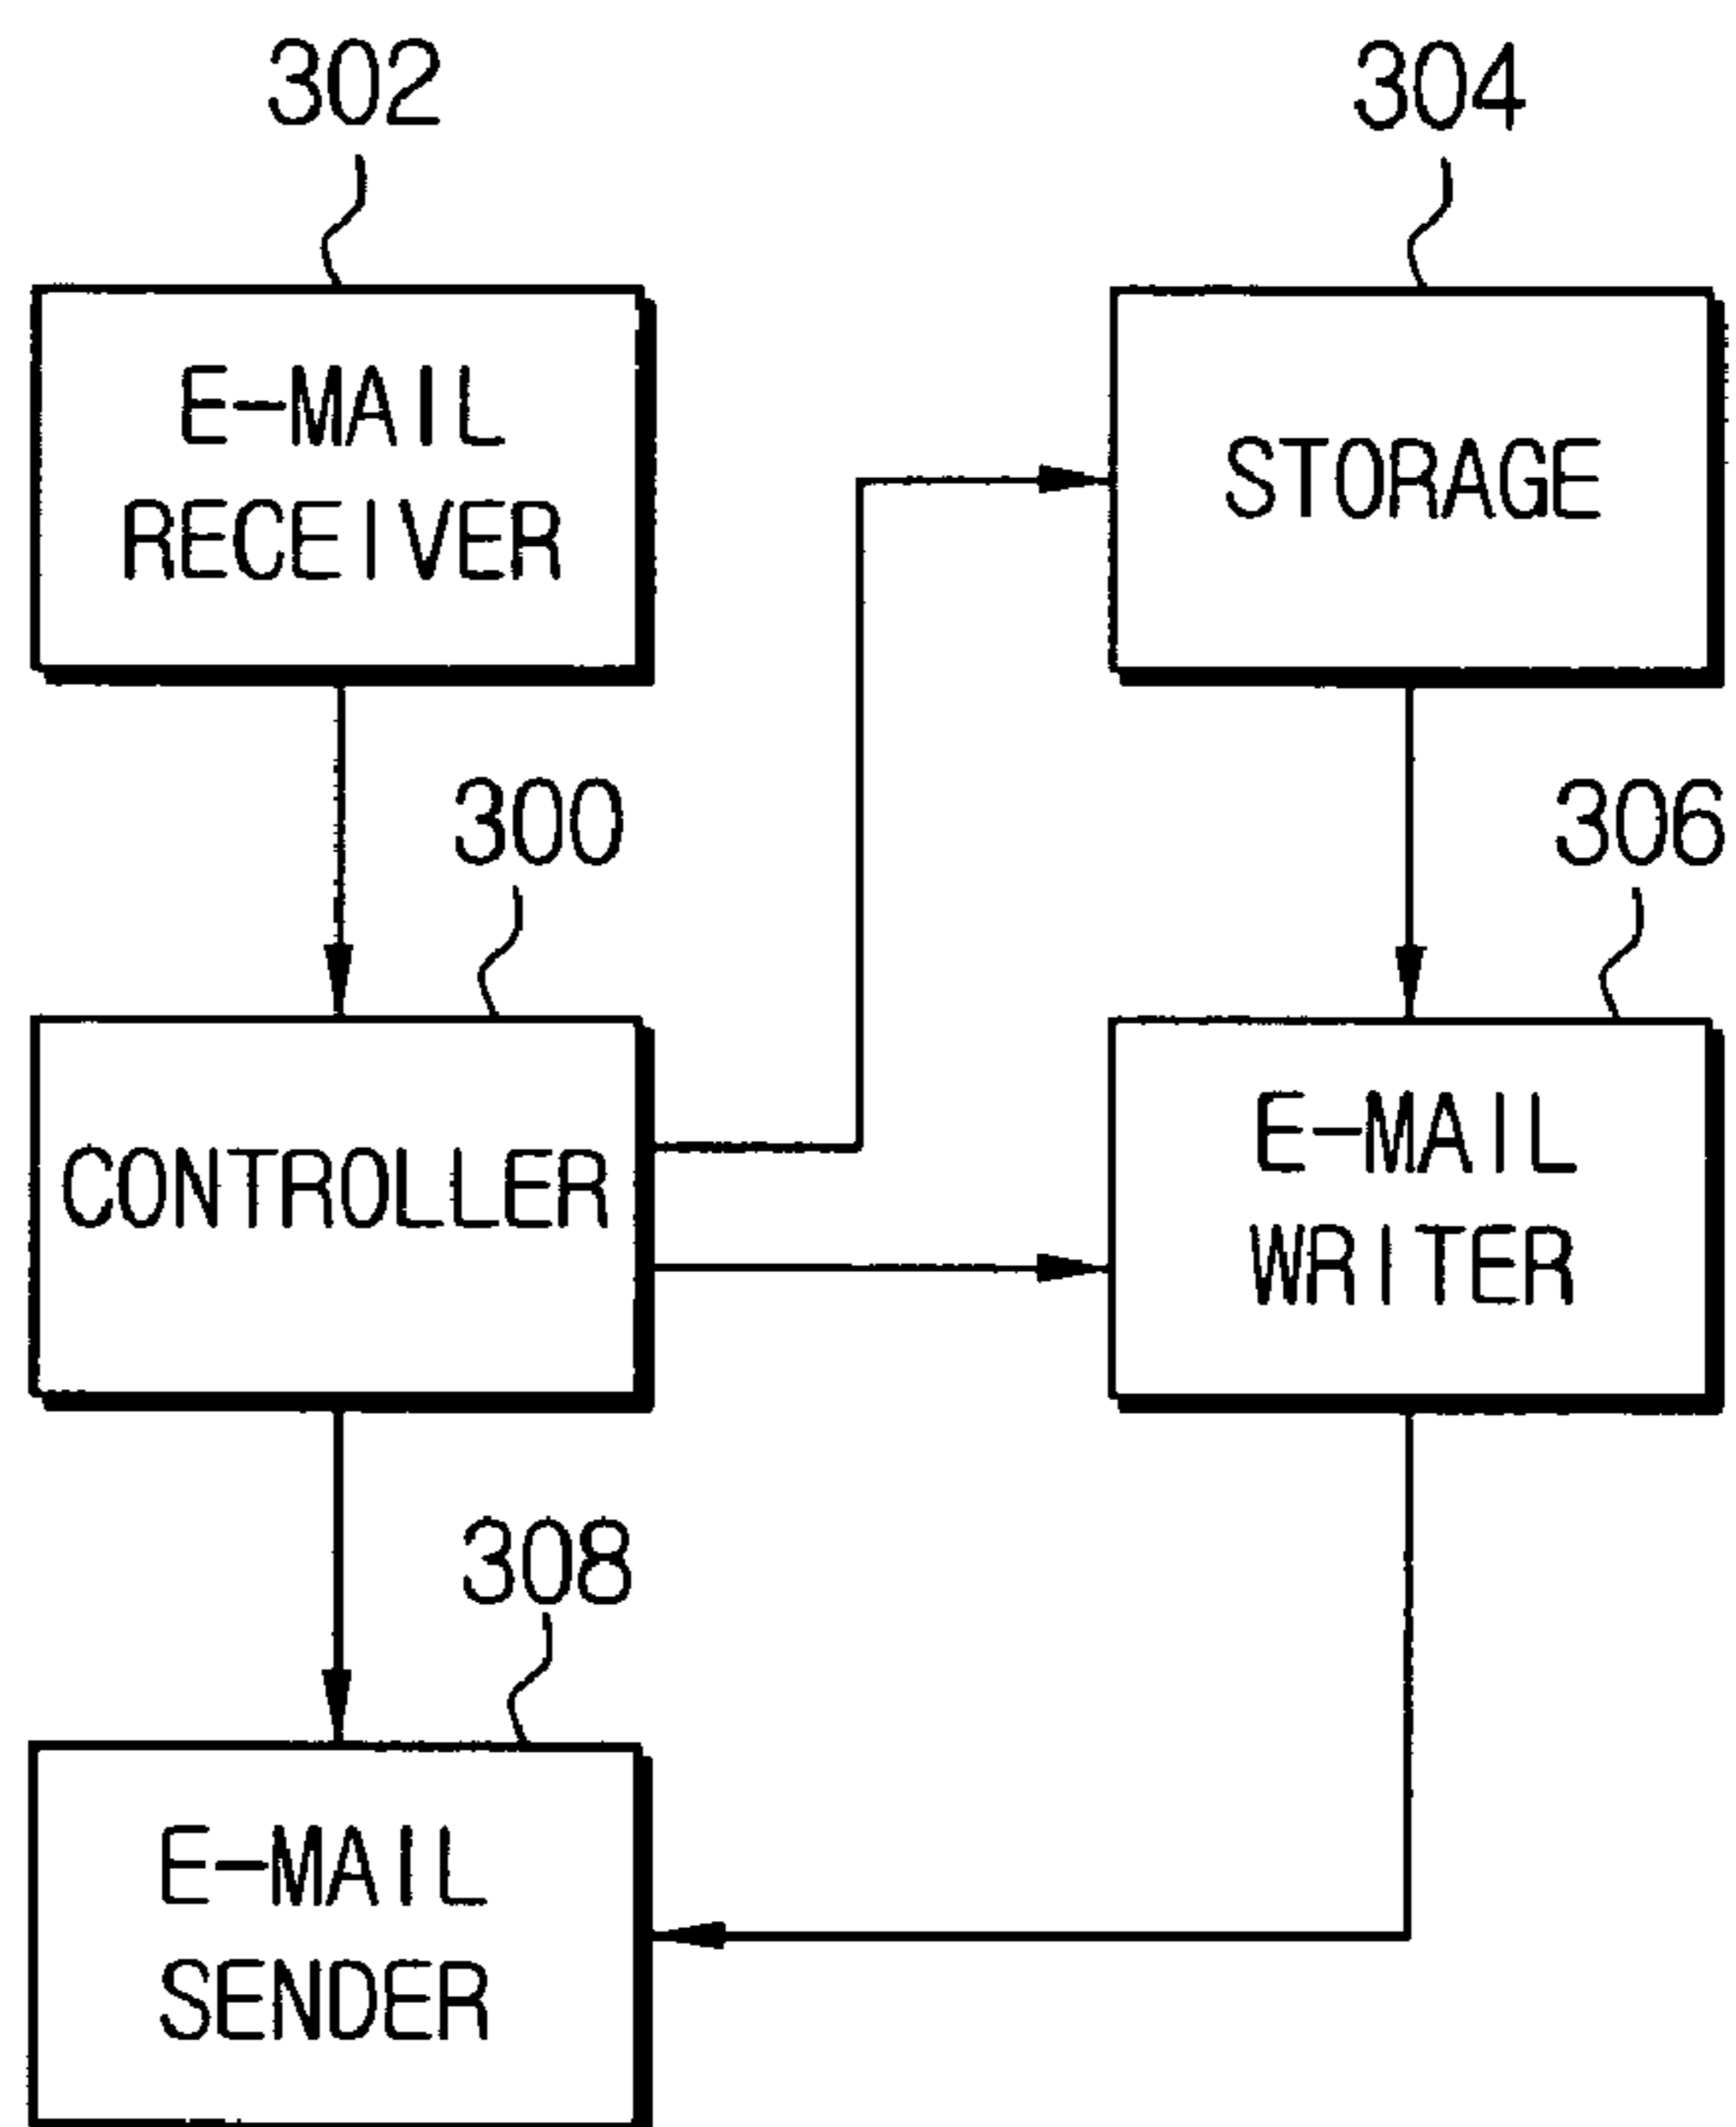 302
304
E-MAIL
RECEIVER
STORAGE
300
306
CONTROLLER
E-MAIL
WRITER
308
E-MAIL
SENDER